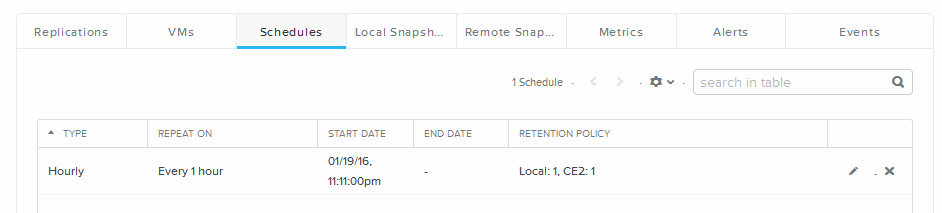 Replications VMs Schedules Local Snapsh... Remote Snap... Metrics Alerts Events
1 Schedule
search in table
TYPE REPEAT ON START DATE END DATE RETENTION POLICY
Hourly Every 1 hour 01/19/16, 11:11:00pm - Local: 1, CE2: 1